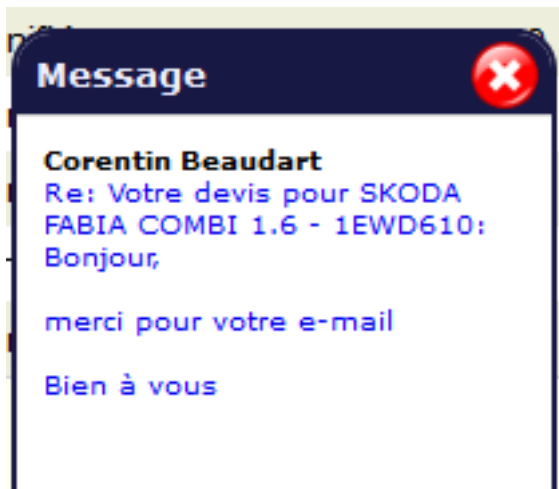 Message
Corentin Beaudart
Re: Votre devis pour SKODA
FABIA COMBI 1.6 - 1EWD610:
Bonjour,
merci pour votre e-mail
Bien à vous